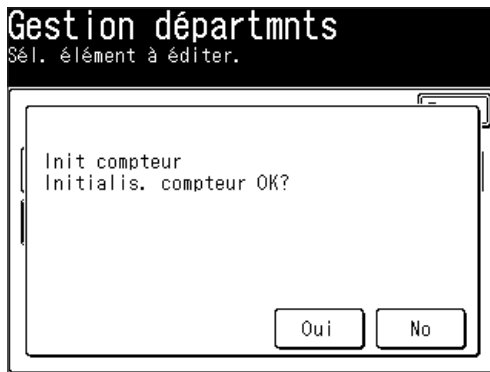 Gestion départmnts
Sél. élément à éditer.
Init compteur
Initialis. compteur OK?
Oui
No